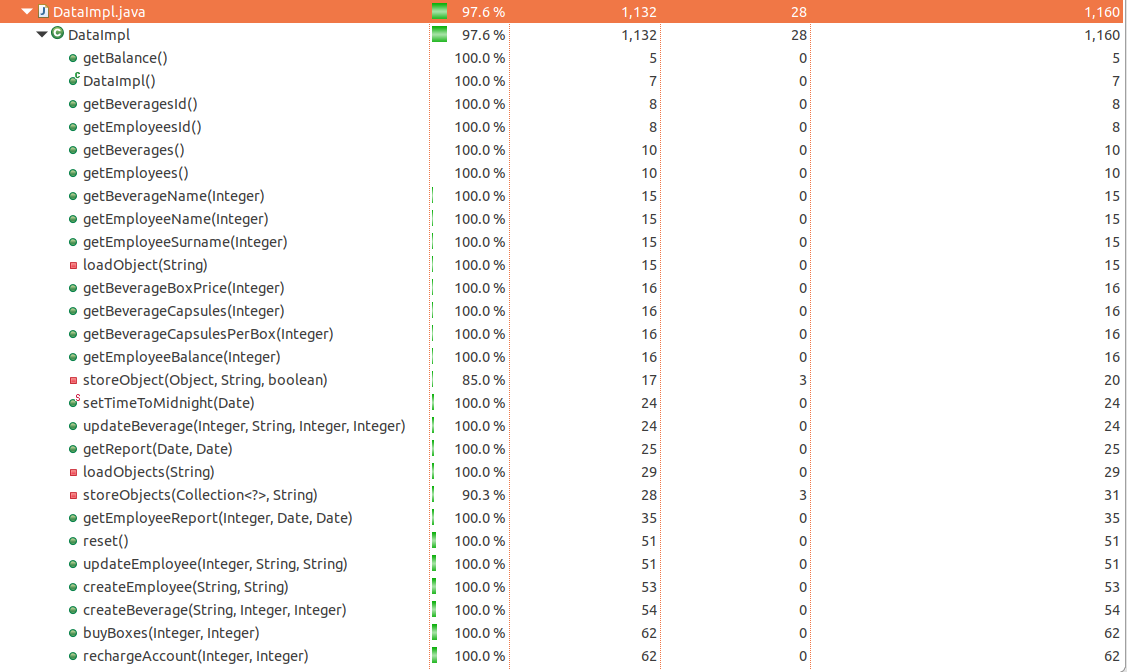 DataImpl.java 97.6 % 1,132 28 1,160
DataImpl 97.6 % 1,132 28 1,160
getBalance() 100.0 % 5 0 5
DataImpl() 100.0 % 7 0 7
getBeveragesId() 100.0 % 8 0 8
getEmployeesId() 100.0 % 8 0 8
getBeverages() 100.0 % 10 0 10
getEmployees() 100.0 % 10 0 10
getBeverageName(Integer) 100.0 % 15 0 15
getEmployeeName(Integer) 100.0 % 15 0 15
getEmployeeSurname(Integer) 100.0 % 15 0 15
loadObject(String) 100.0 % 15 0 15
getBeverageBoxPrice(Integer) 100.0 % 16 0 16
getBeverageCapsules(Integer) 100.0 % 16 0 16
getBeverageCapsulesPerBox(Integer) 100.0 % 16 0 16
getEmployeeBalance(Integer) 100.0 % 16 0 16
storeObject(Object, String, boolean) 85.0 % 17 3 20
setTimeToMidnight(Date) 100.0 % 24 0 24
updateBeverage(Integer, String, Integer, Integer) 100.0 % 24 0 24
getReport(Date, Date) 100.0 % 25 0 25
loadObjects(String) 100.0 % 29 0 29
storeObjects(Collection<?>, String) 90.3 % 28 3 31
getEmployeeReport(Integer, Date, Date) 100.0 % 35 0 35
reset() 100.0 % 51 0 51
updateEmployee(Integer, String, String) 100.0 % 51 0 51
createEmployee(String, String) 100.0 % 53 0 53
createBeverage(String, Integer, Integer) 100.0 % 54 0 54
buyBoxes(Integer, Integer) 100.0 % 62 0 62
rechargeAccount(Integer, Integer) 100.0 % 62 0 62